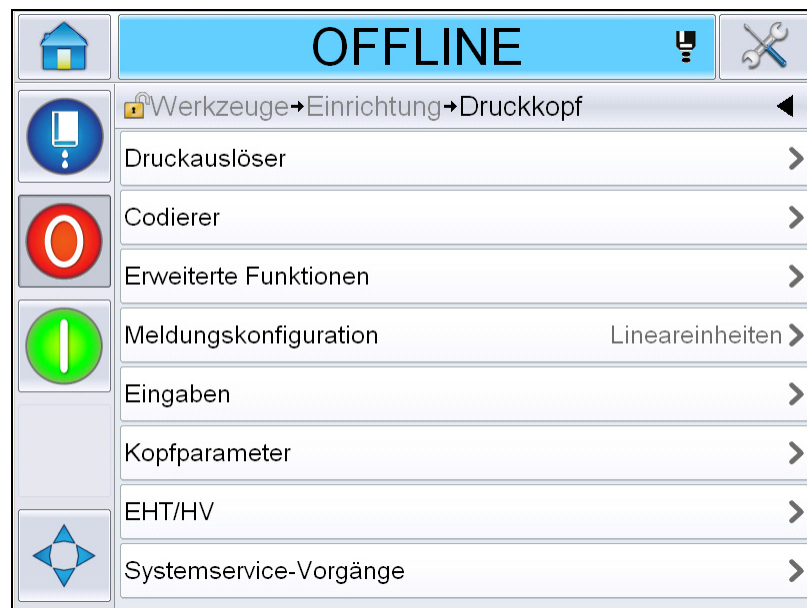 OFFLINE
Werkzeuge→Einrichtung→Druckkopf
Druckauslöser
Codierer
Erweiterte Funktionen
Meldungskonfiguration Lineareinheiten
Eingaben
Kopfparameter
EHT/HV
Systemservice-Vorgänge